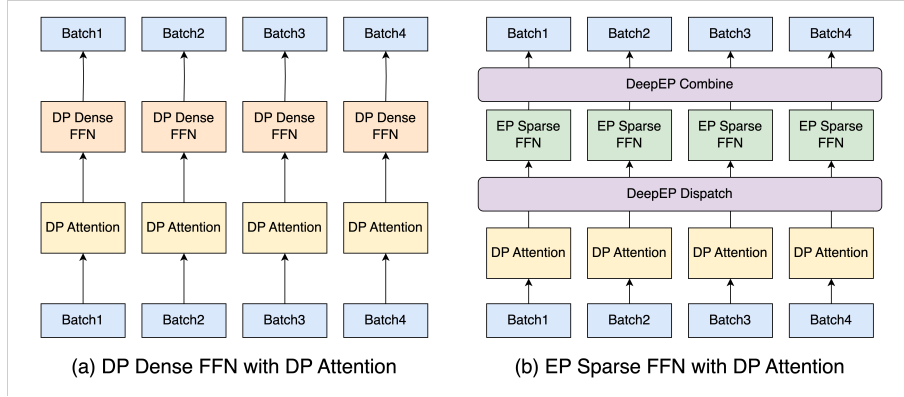 Batch1 Batch2 Batch3 Batch4
DP Dense FFN DP Dense FFN DP Dense FFN DP Dense FFN
DP Attention DP Attention DP Attention DP Attention
Batch1 Batch2 Batch3 Batch4
(a) DP Dense FFN with DP Attention
Batch1 Batch2 Batch3 Batch4
DeepEP Combine
EP Sparse FFN EP Sparse FFN EP Sparse FFN EP Sparse FFN
DeepEP Dispatch
DP Attention DP Attention DP Attention DP Attention
Batch1 Batch2 Batch3 Batch4
(b) EP Sparse FFN with DP Attention